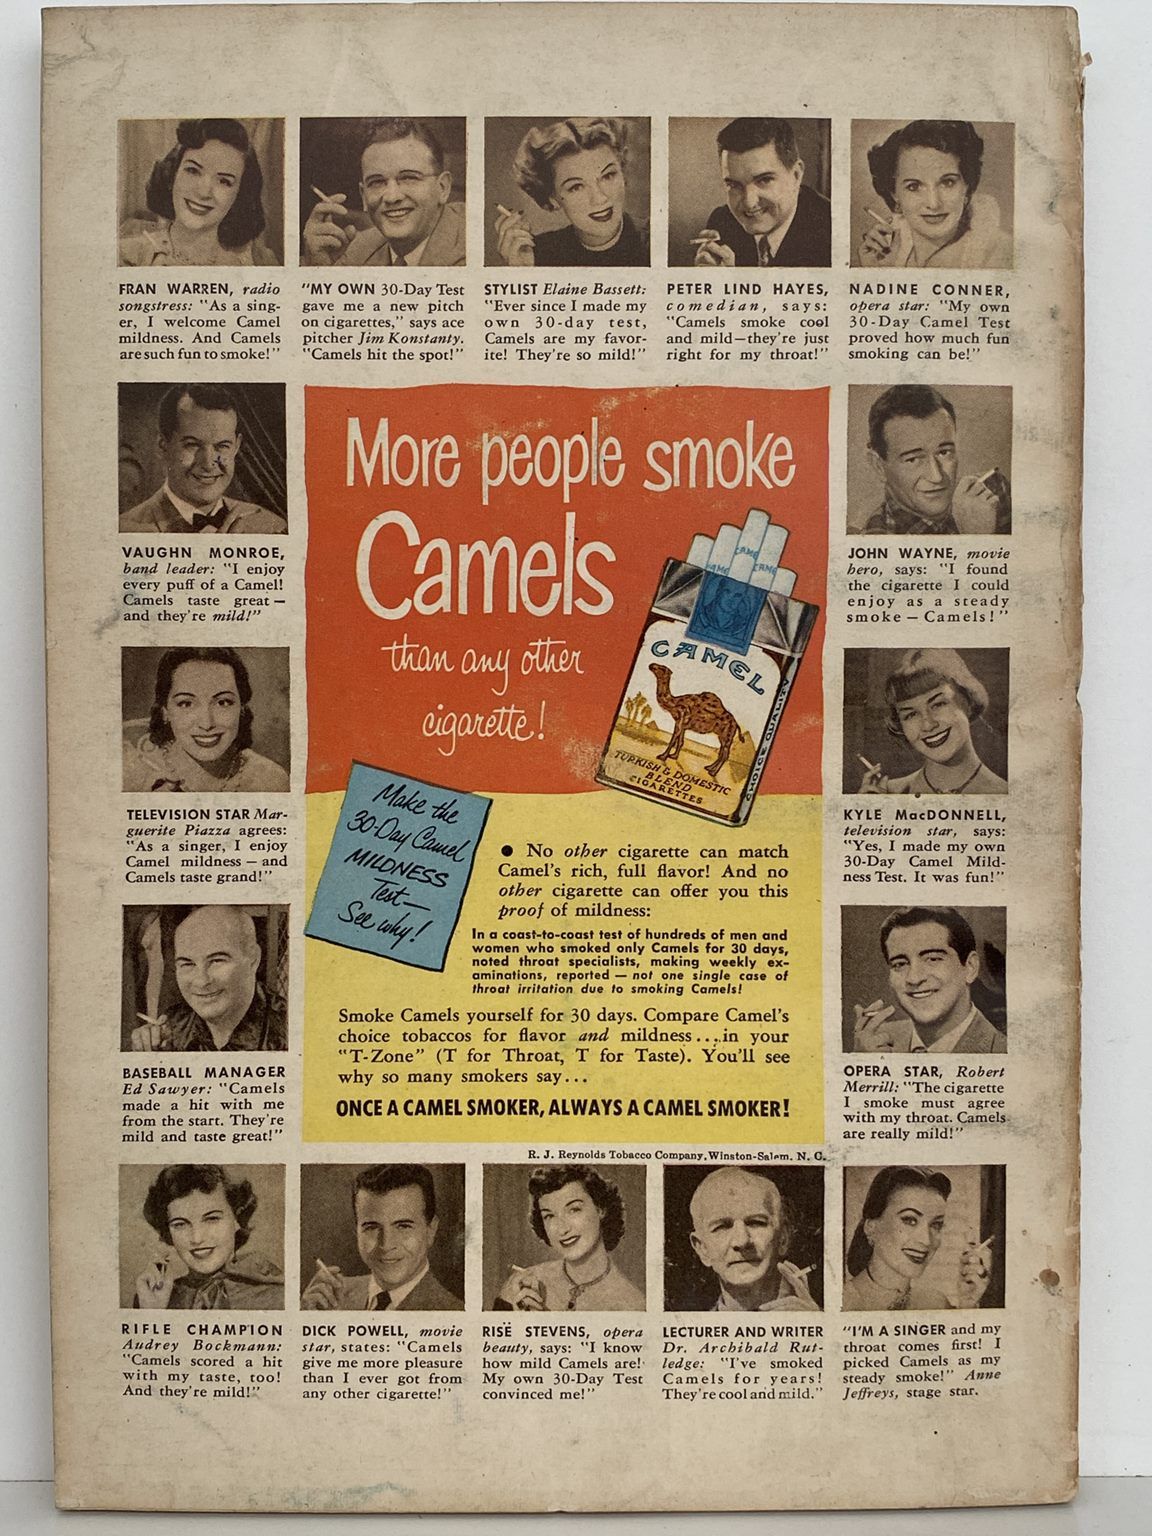 FRAN WARREN, radio
songstress: "As a sing-
er, I welcome Camel
mildness. And Camels
are such fun to smoke!"
"MY OWN 30-Day Test
gave me a new pitch
on cigarettes," says ace
pitcher Jim Konstanty.
"Camels hit the spot!"
STYLIST Elaine Bassett:
"Ever since I made my
own 30-day test,
Camels are my favor-
ite! They're so mild!"
PETER LIND HAYES,
comedian, says:
"Camels smoke cool
and mild—they're just
right for my throat!"
NADINE CONNER,
opera star: "My own
30-Day Camel Test
proved how much fun
smoking can be!"
VAUGHN MONROE,
band leader: "I enjoy
every puff of a Camel!
Camels taste great—
and they're mild!"
More people smoke
Camels
than any other
cigarette!
CAMEL
CAMEL
CAMEL
CAMEL
TURKISH & DOMESTIC
BLEND
CIGARETTES
CHOICE QUALITY
JOHN WAYNE, movie
hero, says: "I found
the cigarette I could
enjoy as a steady
smoke—Camels!"
TELEVISION STAR Mar-
guerite Piazza agrees:
"As a singer, I enjoy
Camel mildness—and
Camels taste grand!"
Make the
30-Day Camel
MILDNESS
Test—
See why!
• No other cigarette can match
Camel's rich, full flavor! And no
other cigarette can offer you this
proof of mildness:
In a coast-to-coast test of hundreds of men and
women who smoked only Camels for 30 days,
noted throat specialists, making weekly ex-
aminations, reported—not one single case of
throat irritation due to smoking Camels!
Smoke Camels yourself for 30 days. Compare Camel's
choice tobaccos for flavor and mildness...in your
"T-Zone" (T for Throat, T for Taste). You'll see
why so many smokers say...
ONCE A CAMEL SMOKER, ALWAYS A CAMEL SMOKER!
KYLE MacDONNELL,
television star, says:
"Yes, I made my own
30-Day Camel Mild-
ness Test. It was fun!"
BASEBALL MANAGER
Ed Sawyer: "Camels
made a hit with me
from the start. They're
mild and taste great!"
OPERA STAR, Robert
Merrill: "The cigarette
I smoke must agree
with my throat. Camels
are really mild!"
R. J. Reynolds Tobacco Company, Winston-Salem, N. C.
RIFLE CHAMPION
Audrey Bockmann:
"Camels scored a hit
with my taste, too!
And they're mild!"
DICK POWELL, movie
star, states: "Camels
give me more pleasure
than I ever got from
any other cigarette!"
RISË STEVENS, opera
beauty, says: "I know
how mild Camels are!
My own 30-Day Test
convinced me!"
LECTURER AND WRITER
Dr. Archibald Rut-
ledge: "I've smoked
Camels for years!
They're cool and mild."
"I'M A SINGER and my
throat comes first! I
picked Camels as my
steady smoke!" Anne
Jeffreys, stage star.